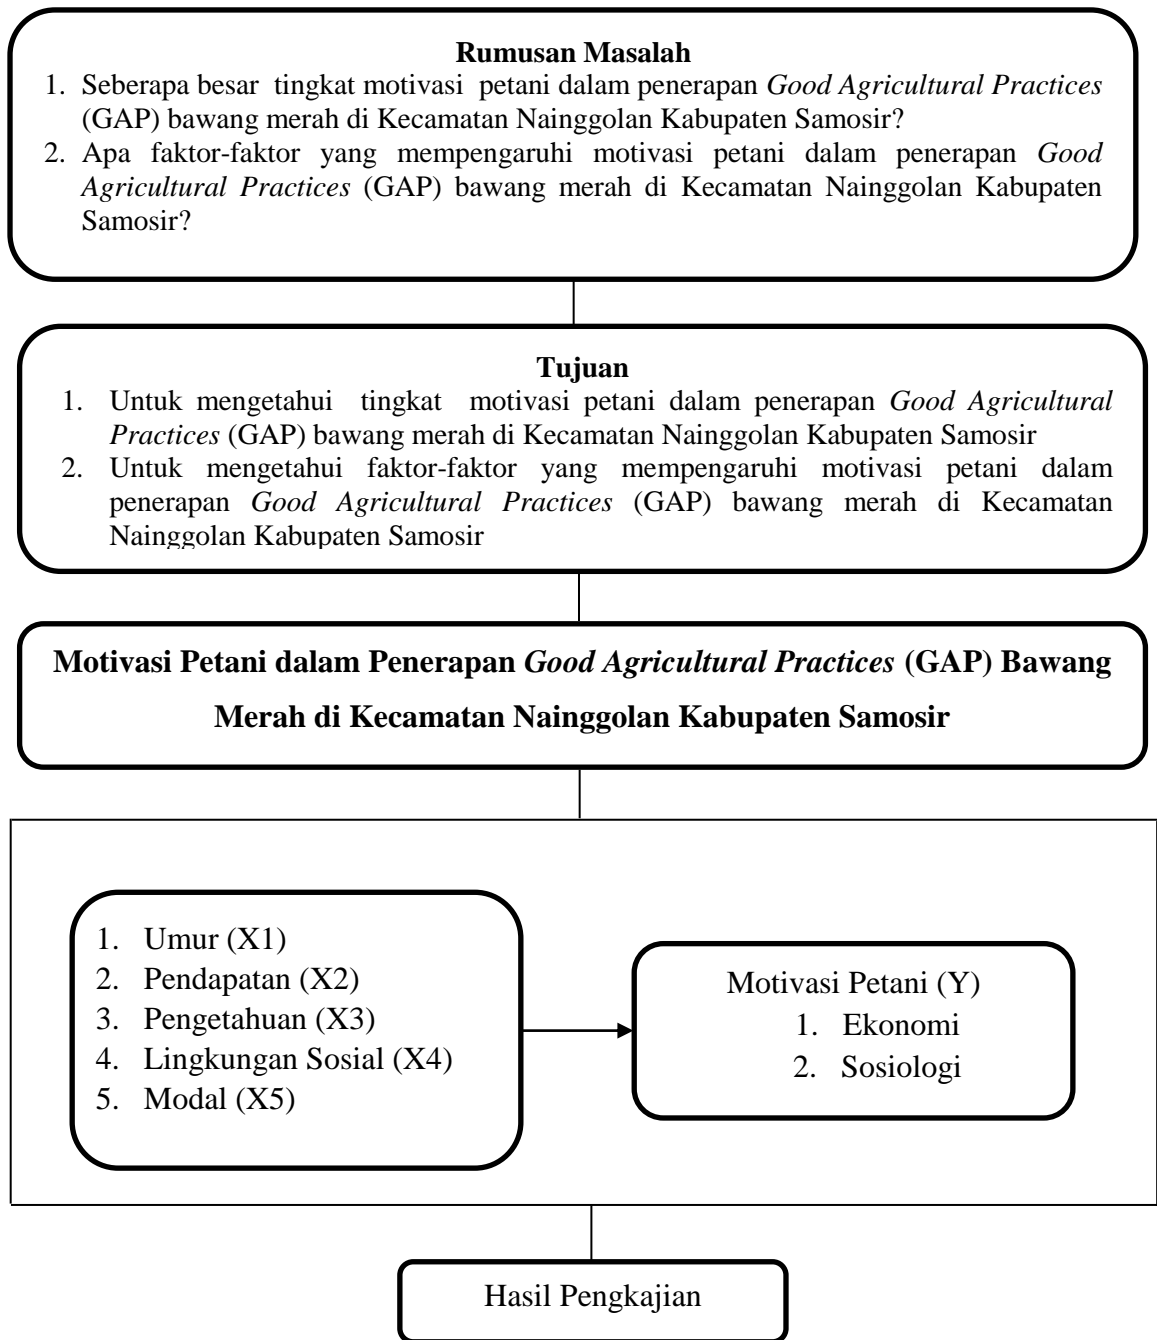 Rumusan Masalah
1. Seberapa besar tingkat motivasi petani dalam penerapan Good Agricultural Practices
(GAP) bawang merah di Kecamatan Nainggolan Kabupaten Samosir?
2. Apa faktor-faktor yang mempengaruhi motivasi petani dalam penerapan Good
Agricultural Practices (GAP) bawang merah di Kecamatan Nainggolan Kabupaten
Samosir?
Tujuan
1. Untuk mengetahui tingkat motivasi petani dalam penerapan Good Agricultural
Practices (GAP) bawang merah di Kecamatan Nainggolan Kabupaten Samosir
2. Untuk mengetahui faktor-faktor yang mempengaruhi motivasi petani dalam
penerapan Good Agricultural Practices (GAP) bawang merah di Kecamatan
Nainggolan Kabupaten Samosir
Motivasi Petani dalam Penerapan Good Agricultural Practices (GAP) Bawang
Merah di Kecamatan Nainggolan Kabupaten Samosir
1. Umur (X1)
2. Pendapatan (X2)
3. Pengetahuan (X3)
4. Lingkungan Sosial (X4)
5. Modal (X5)
Motivasi Petani (Y)
1. Ekonomi
2. Sosiologi
Hasil Pengkajian